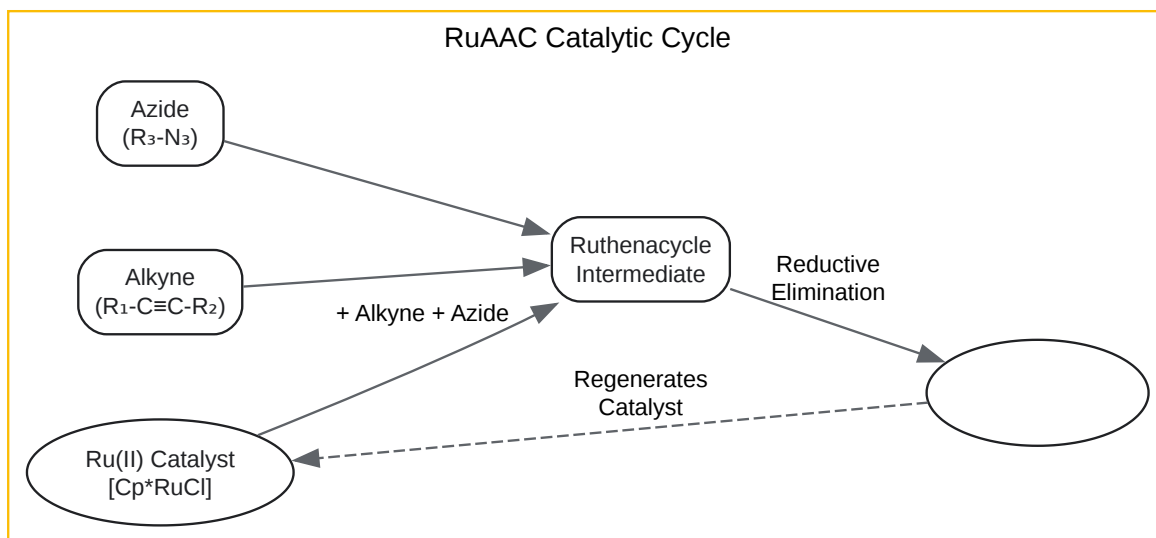 RuAAC Catalytic Cycle
Azide
(R₃-N₃)
Alkyne
(R₁-C≡C-R₂)
+ Alkyne + Azide
Ruthenacycle
Intermediate
Reductive
Elimination
Regenerates
Catalyst
Ru(II) Catalyst
[Cp*RuCl]